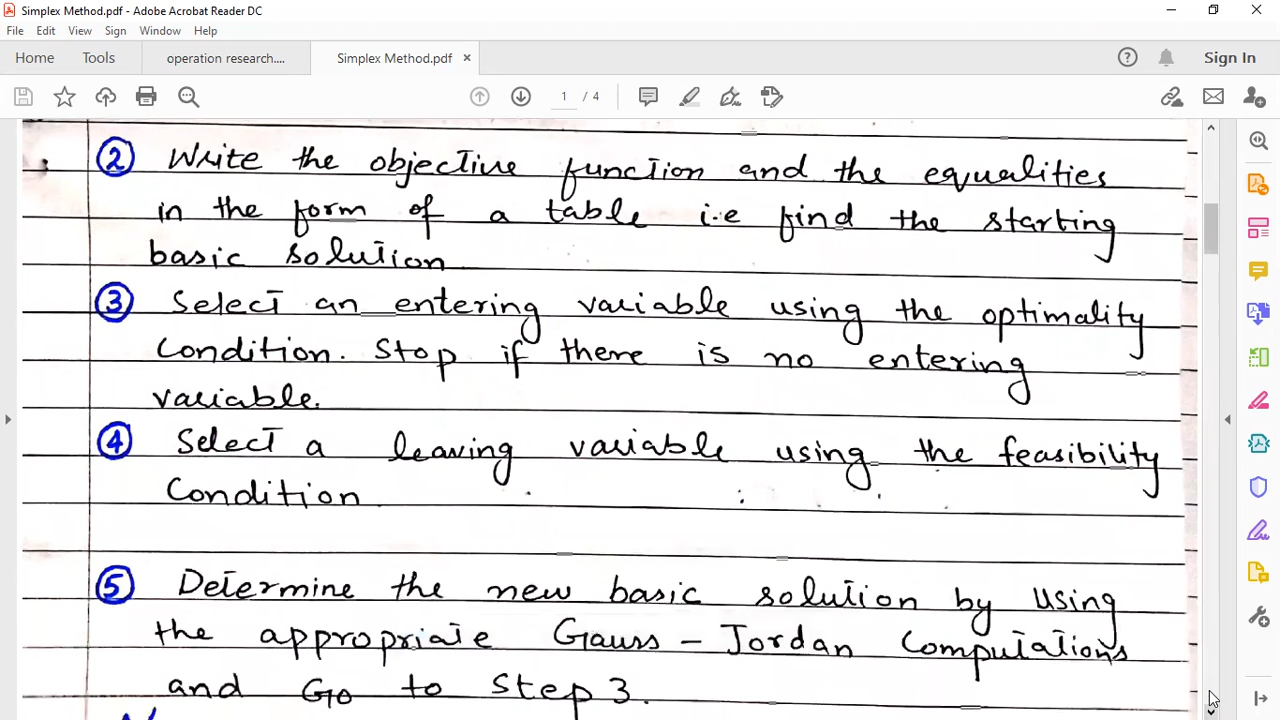 Simplex Method.pdf - Adobe Acrobat Reader DC
File Edit View Sign Window Help
Home Tools operation research.... Simplex Method.pdf × Sign In
1 / 4
2 Write the objective function and the equalities
in the form of a table i.e find the starting
basic solution
3 Select an entering variable using the optimality
Condition. Stop if there is no entering
variable.
4 Select a leaving variable using the feasibility
Condition.
5 Determine the new basic solution by using
the appropriate Gauss - Jordan Computations
and Go to Step 3.